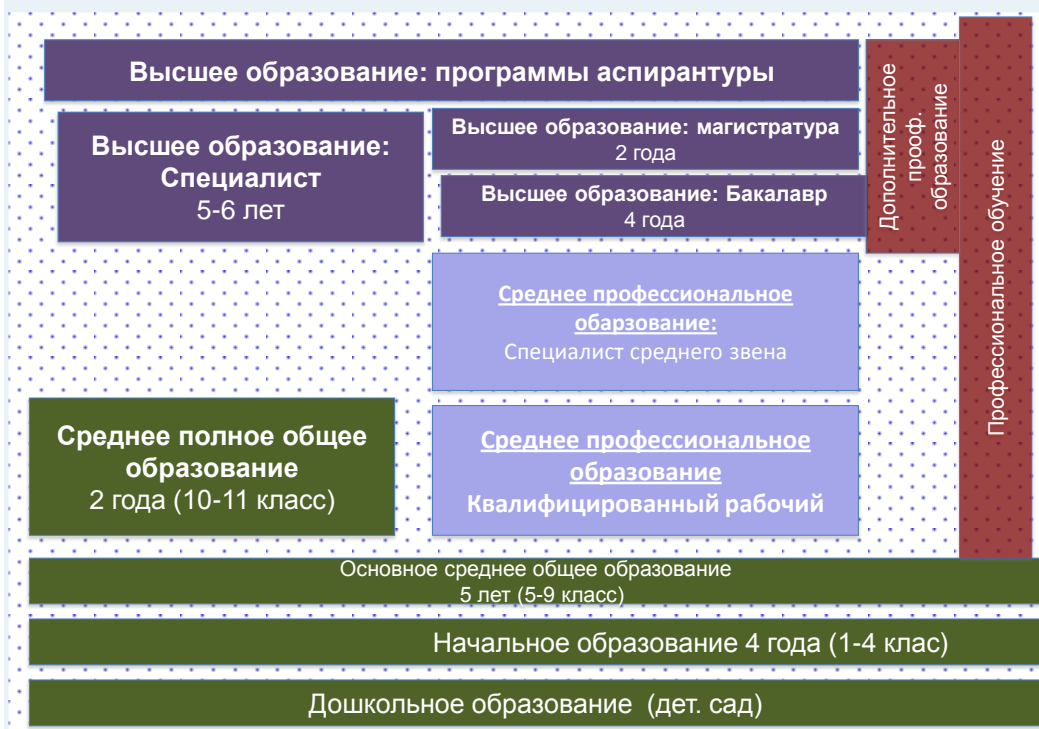 Высшее образование: программы аспирантуры
Высшее образование:
Специалист
5-6 лет
Высшее образование: магистратура
2 года
Высшее образование: Бакалавр
4 года
Дополнительное
прооф.
образование
Профессиональное обучение
Среднее профессиональное
обарзование:
Специалист среднего звена
Среднее полное общее
образование
2 года (10-11 класс)
Среднее профессиональное
образование
Квалифицированный рабочий
Основное среднее общее образование
5 лет (5-9 класс)
Начальное образование 4 года (1-4 клас)
Дошкольное образование (дет. сад)